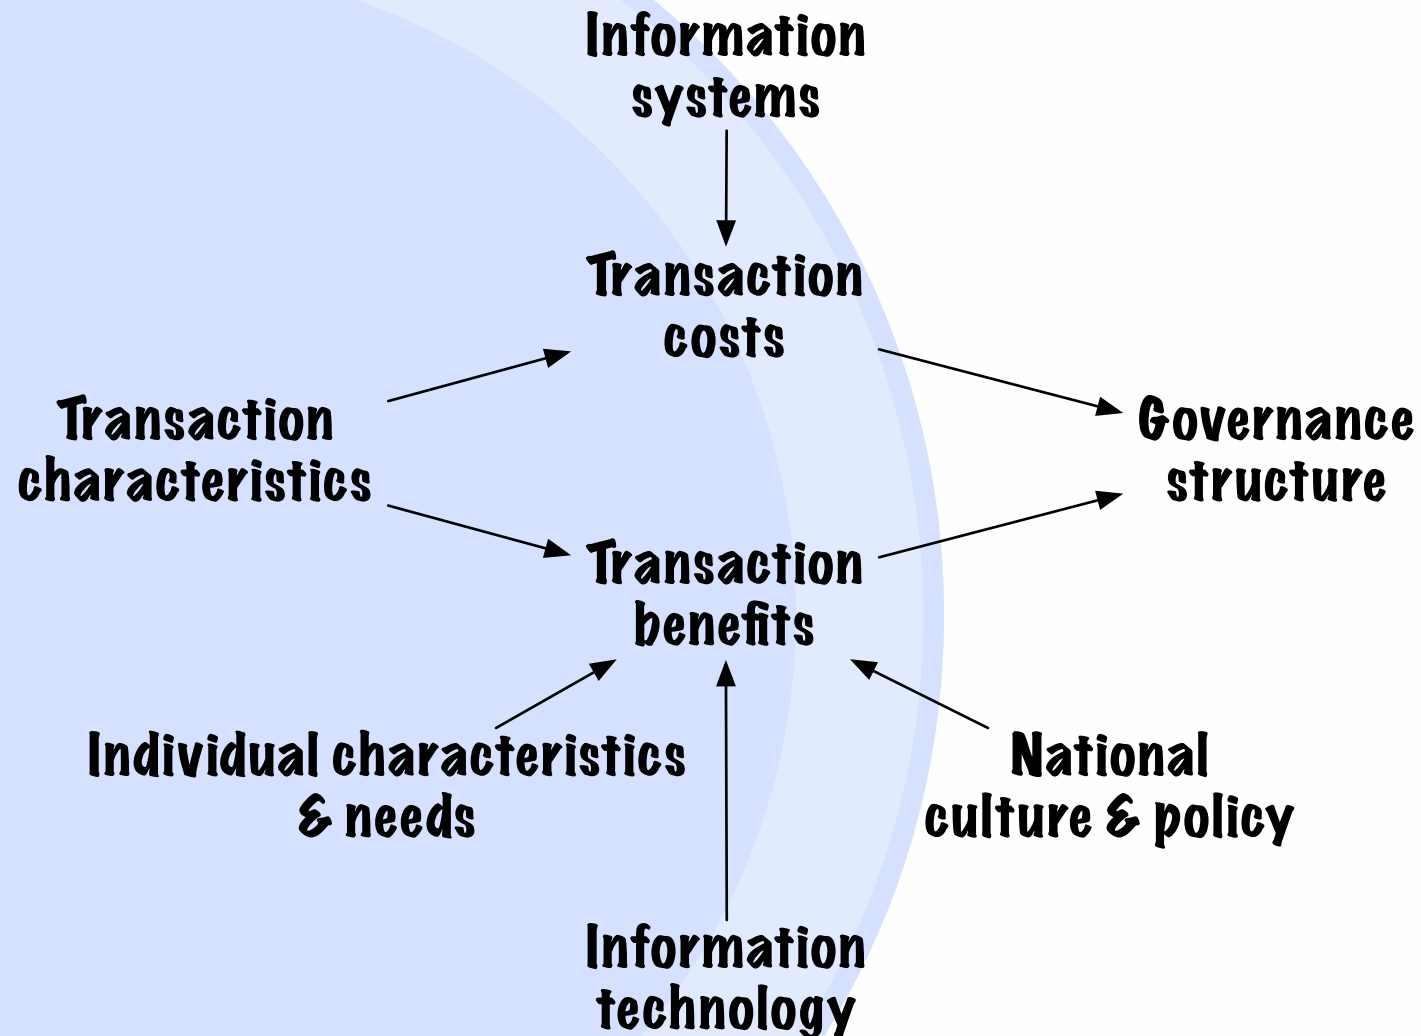 Information
systems
Transaction
costs
Transaction
characteristics
Governance
structure
Transaction
benefits
Individual characteristics
& needs
National
culture & policy
Information
technology